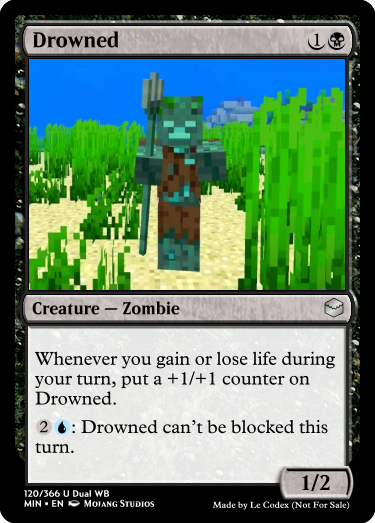 Drowned 1
Creature — Zombie
Whenever you gain or lose life during
your turn, put a +1/+1 counter on
Drowned.
2 : Drowned can't be blocked this
turn.
1/2
120/366 U Dual WB
MIN • EN Mojang Studios
Made by Le Codex (Not For Sale)